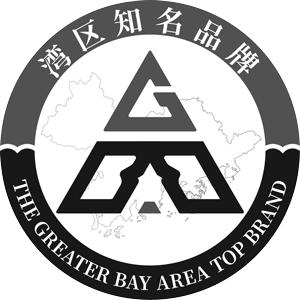 湾区知名品牌
G
THE GREATER BAY AREA TOP BRAND